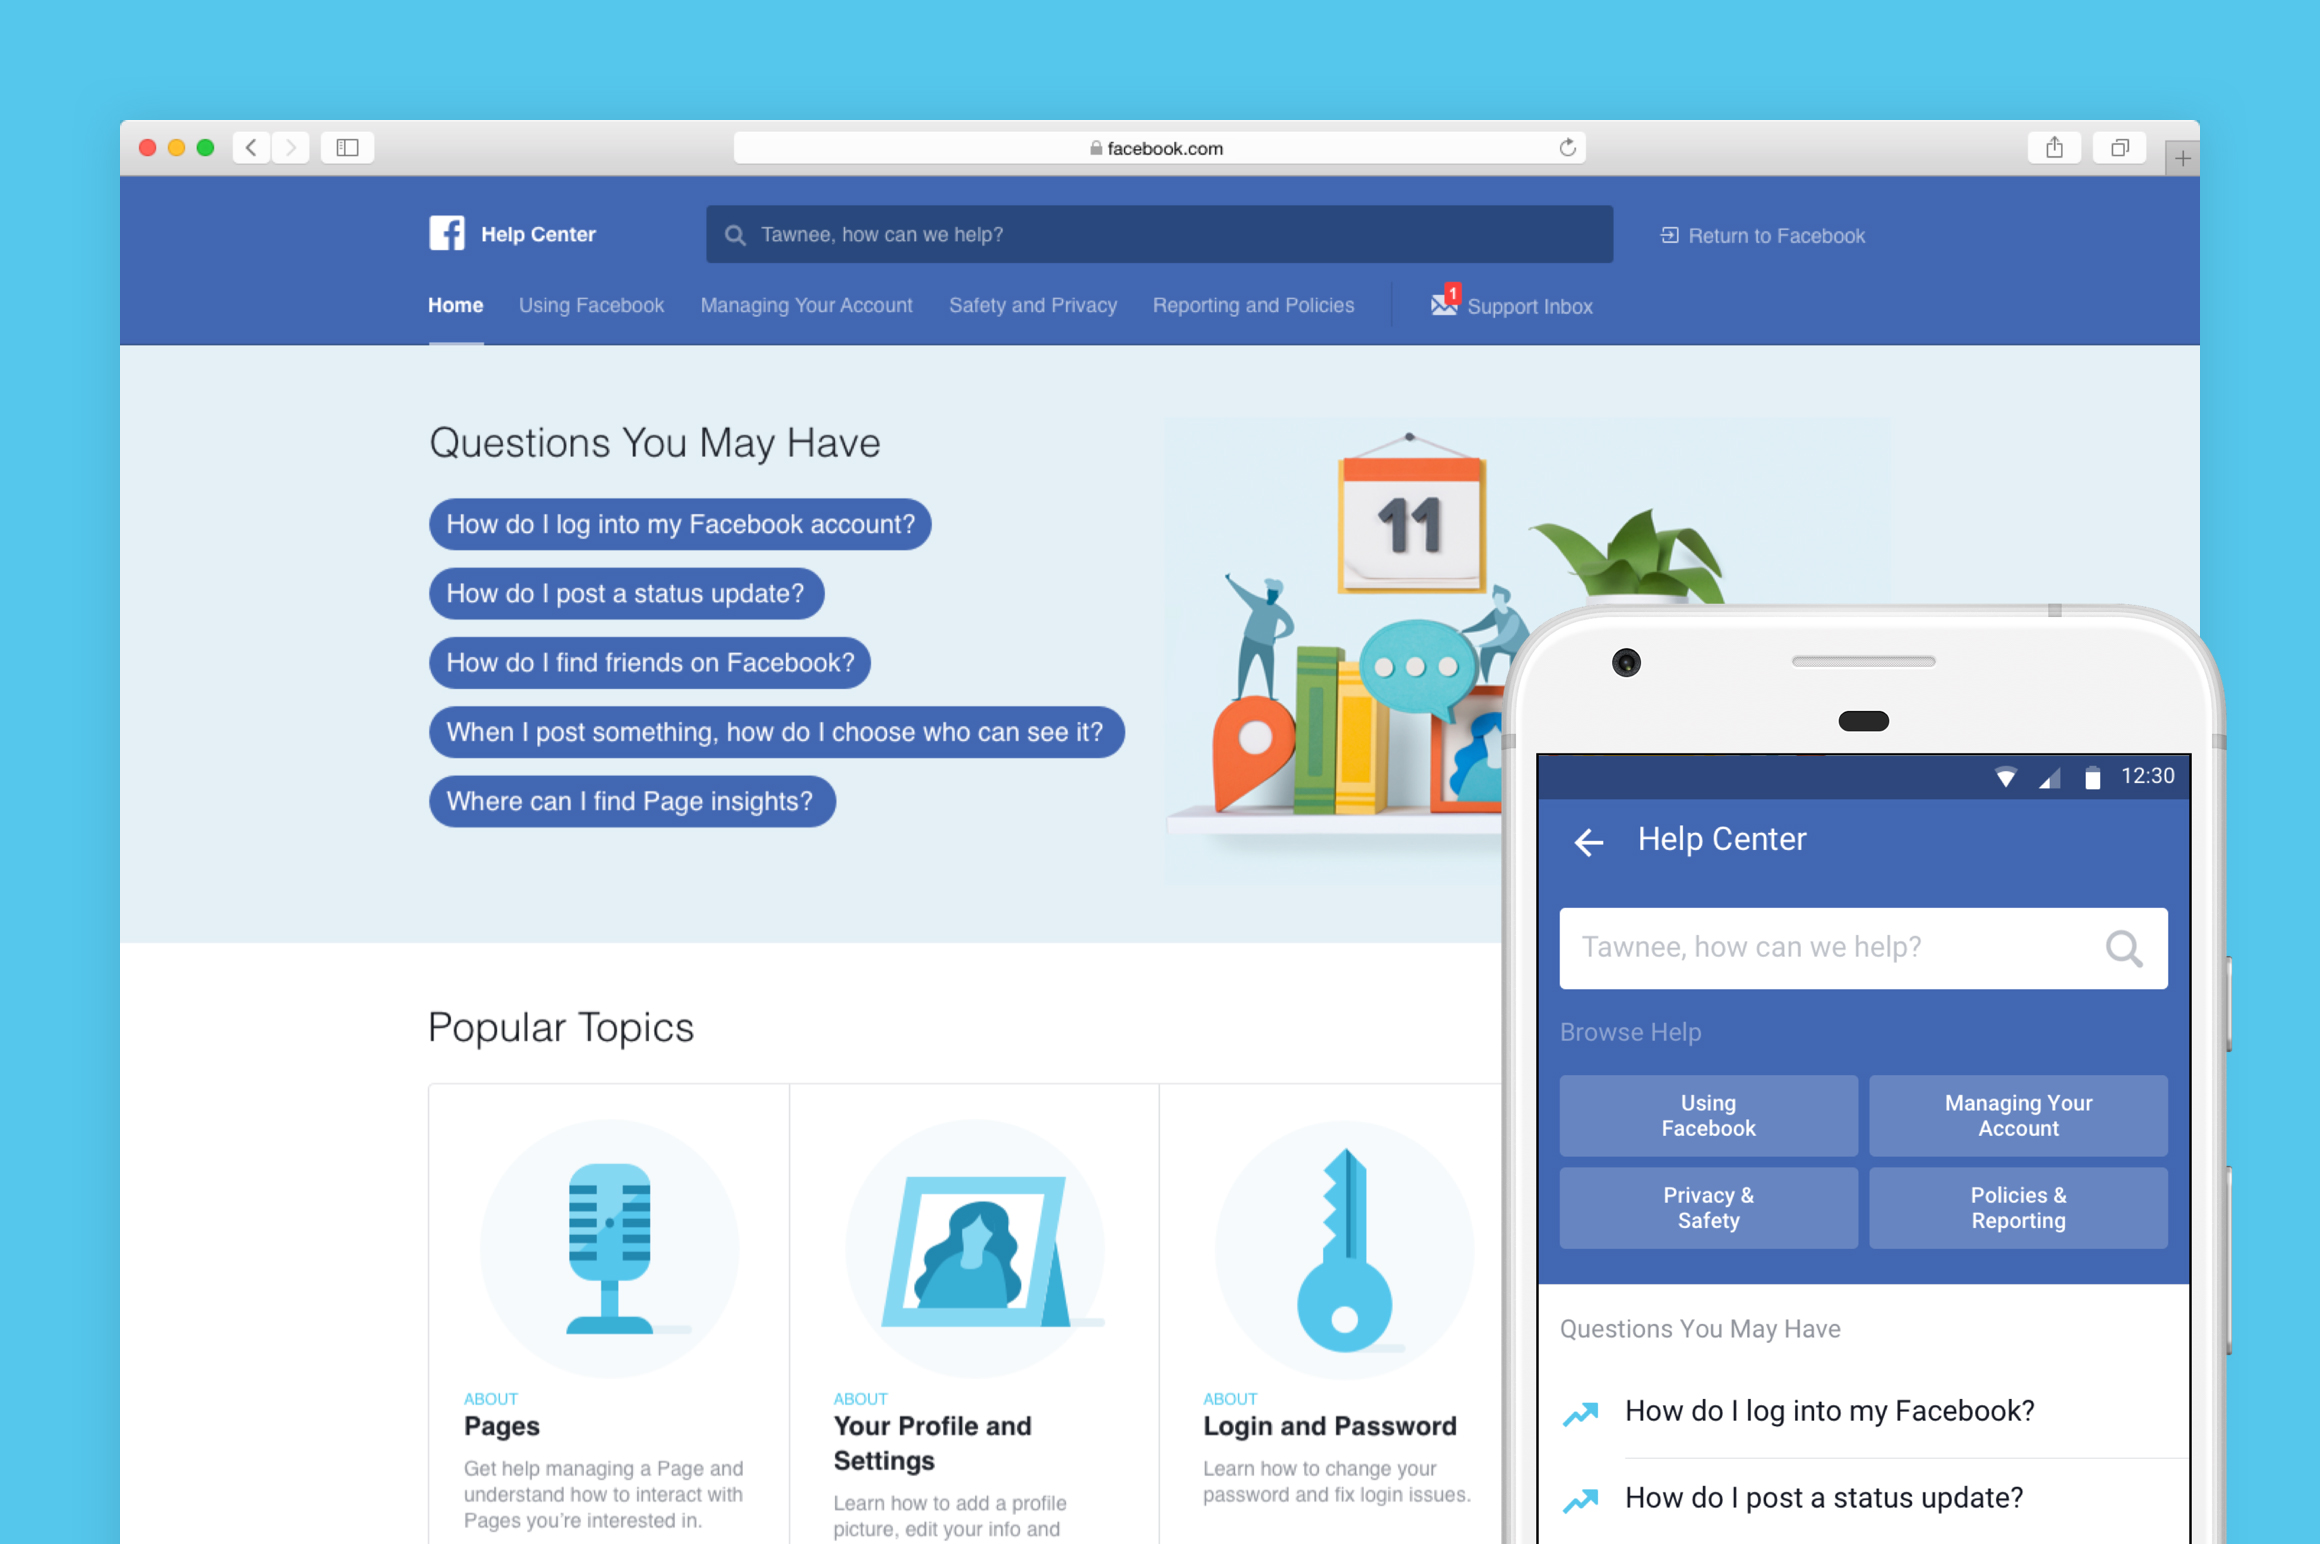 facebook.com
Help Center
Tawnee, how can we help?
Return to Facebook
Home
Using Facebook
Managing Your Account
Safety and Privacy
Reporting and Policies
1
Support Inbox
Questions You May Have
How do I log into my Facebook account?
How do I post a status update?
How do I find friends on Facebook?
When I post something, how do I choose who can see it?
Where can I find Page insights?
11
Popular Topics
ABOUT
Pages
Get help managing a Page and
understand how to interact with
Pages you're interested in.
ABOUT
Your Profile and
Settings
Learn how to add a profile
picture, edit your info and
ABOUT
Login and Password
Learn how to change your
password and fix login issues.
12:30
Help Center
Tawnee, how can we help?
Browse Help
Using
Facebook
Managing Your
Account
Privacy &
Safety
Policies &
Reporting
Questions You May Have
How do I log into my Facebook?
How do I post a status update?